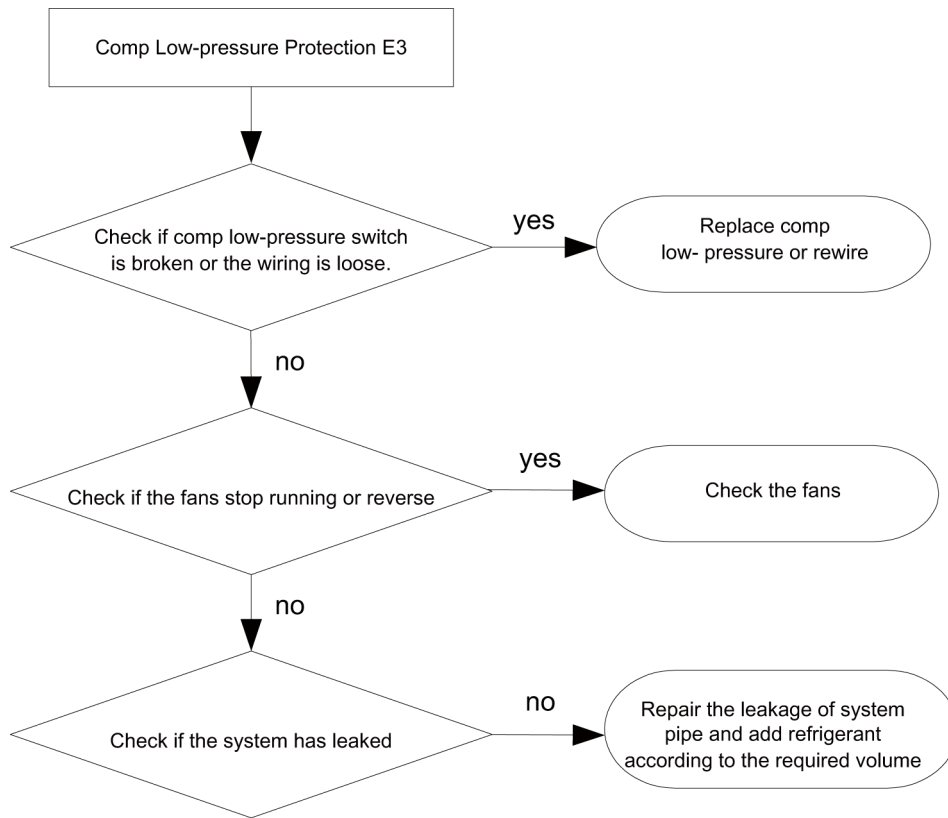 Comp Low-pressure Protection E3
Check if comp low-pressure switch
is broken or the wiring is loose.
yes
Replace comp
low- pressure or rewire
no
Check if the fans stop running or reverse
yes
Check the fans
no
Check if the system has leaked
no
Repair the leakage of system
pipe and add refrigerant
according to the required volume